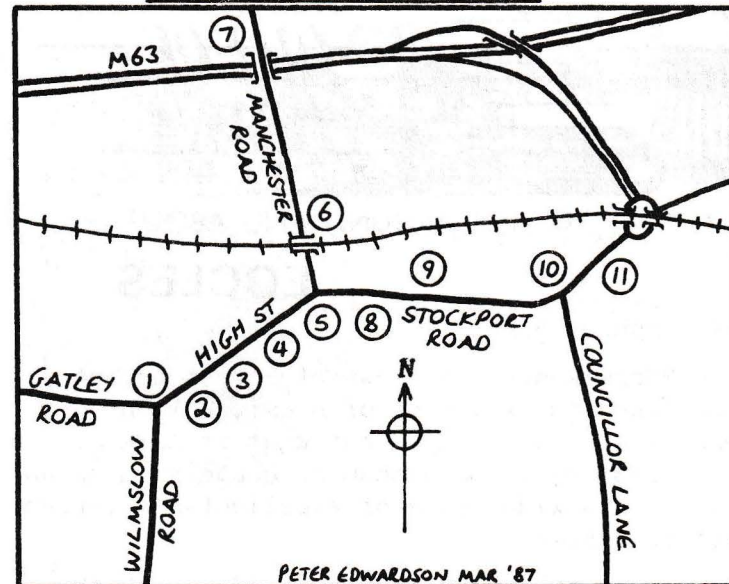 7
M63
MANCHESTER
ROAD
6
9
10
11
HIGH ST
5
8
STOCKPORT
ROAD
4
GATLEY
ROAD
1
3
2
N
COUNCILLOR LANE
WILMSLOW
ROAD
PETER EDWARDSON MAR '87